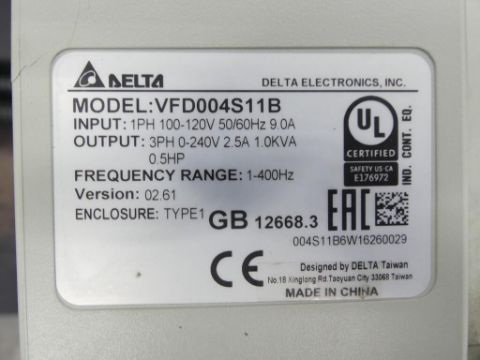 DELTA DELTA ELECTRONICS, INC.
MODEL:VFD004S11B
INPUT: 1PH 100-120V 50/60Hz 9.0A
OUTPUT: 3PH 0-240V 2.5A 1.0KVA
0.5HP
FREQUENCY RANGE: 1-400Hz
Version: 02.61
ENCLOSURE: TYPE1
GB 12668.3
UL
CERTIFIED
SAFETY US CA
E176972
IND. CONT. EQ.
EAC
004S11B6W16260029
CE
Designed by DELTA Taiwan
No.18 Xinglong Rd.Taoyuan City 33068 Taiwan
MADE IN CHINA